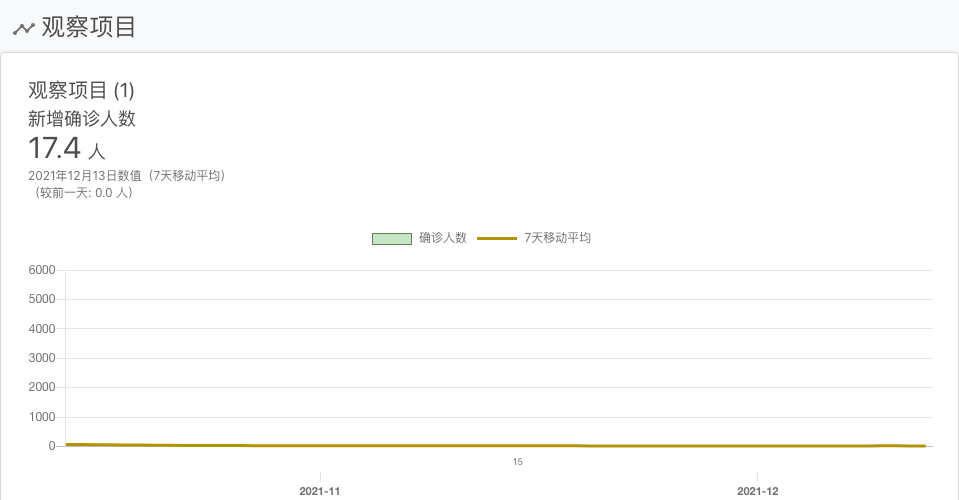 观察项目
观察项目 (1)
新增确诊人数
17.4 人
2021年12月13日数值（7天移动平均）
（较前一天: 0.0 人）
确诊人数 7天移动平均
6000
5000
4000
3000
2000
1000
0
15
2021-11 2021-12